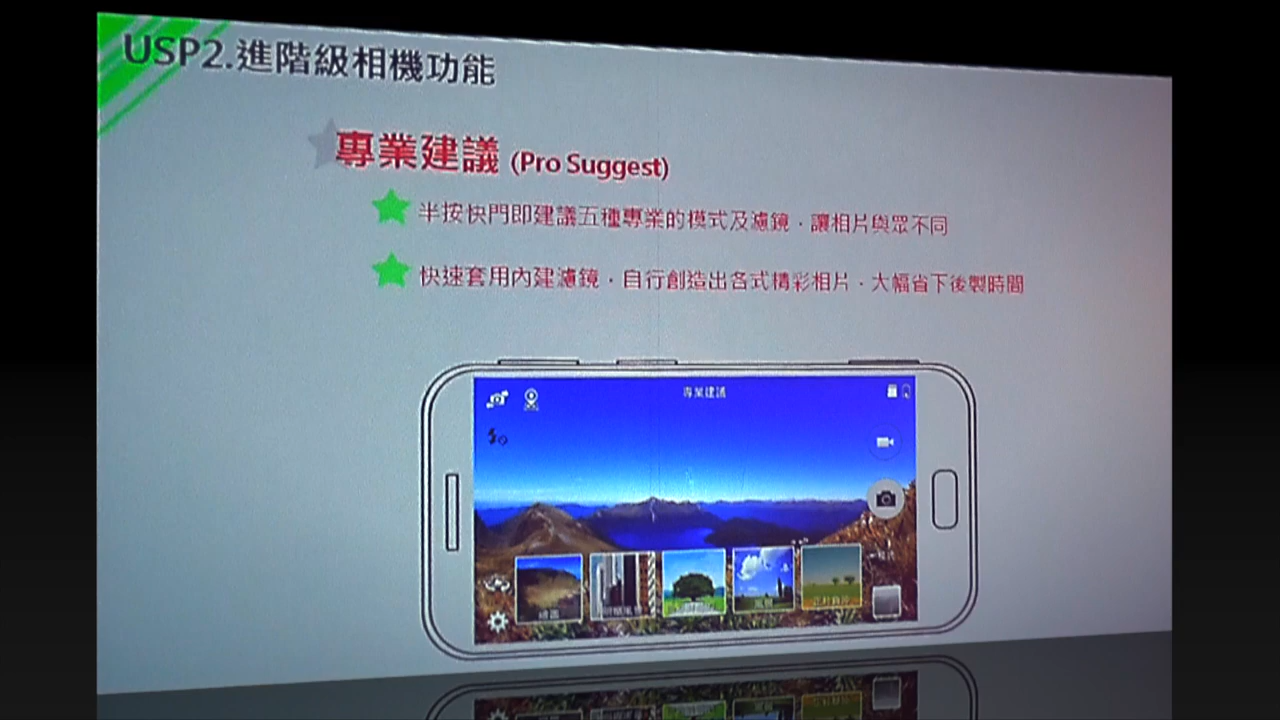 USP2.進階級相機功能
專業建議 (Pro Suggest)
半按快門即建議五種專業的模式及濾鏡，讓相片與眾不同
快速套用內建濾鏡，自行創造出各式精彩相片，大幅省下後製時間
專業建議
風景